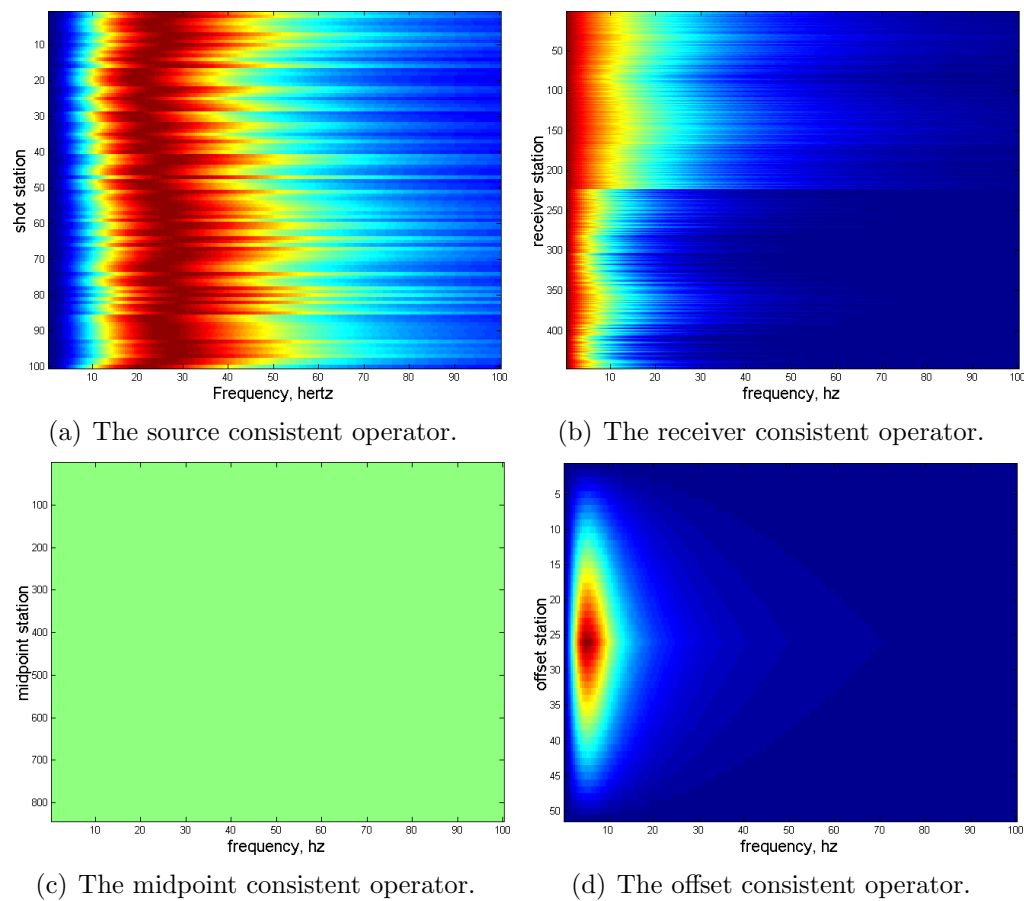 10
20
30
40
50
60
70
80
90
100
shot station
10 20 30 40 50 60 70 80 90 100
Frequency, hertz
(a) The source consistent operator.
50
100
150
200
250
300
350
400
receiver station
10 20 30 40 50 60 70 80 90 100
frequency, hz
(b) The receiver consistent operator.
100
200
300
400
500
600
700
800
midpoint station
10 20 30 40 50 60 70 80 90 100
frequency, hz
(c) The midpoint consistent operator.
5
10
15
20
25
30
35
40
45
50
offset station
10 20 30 40 50 60 70 80 90 100
frequency, hz
(d) The offset consistent operator.